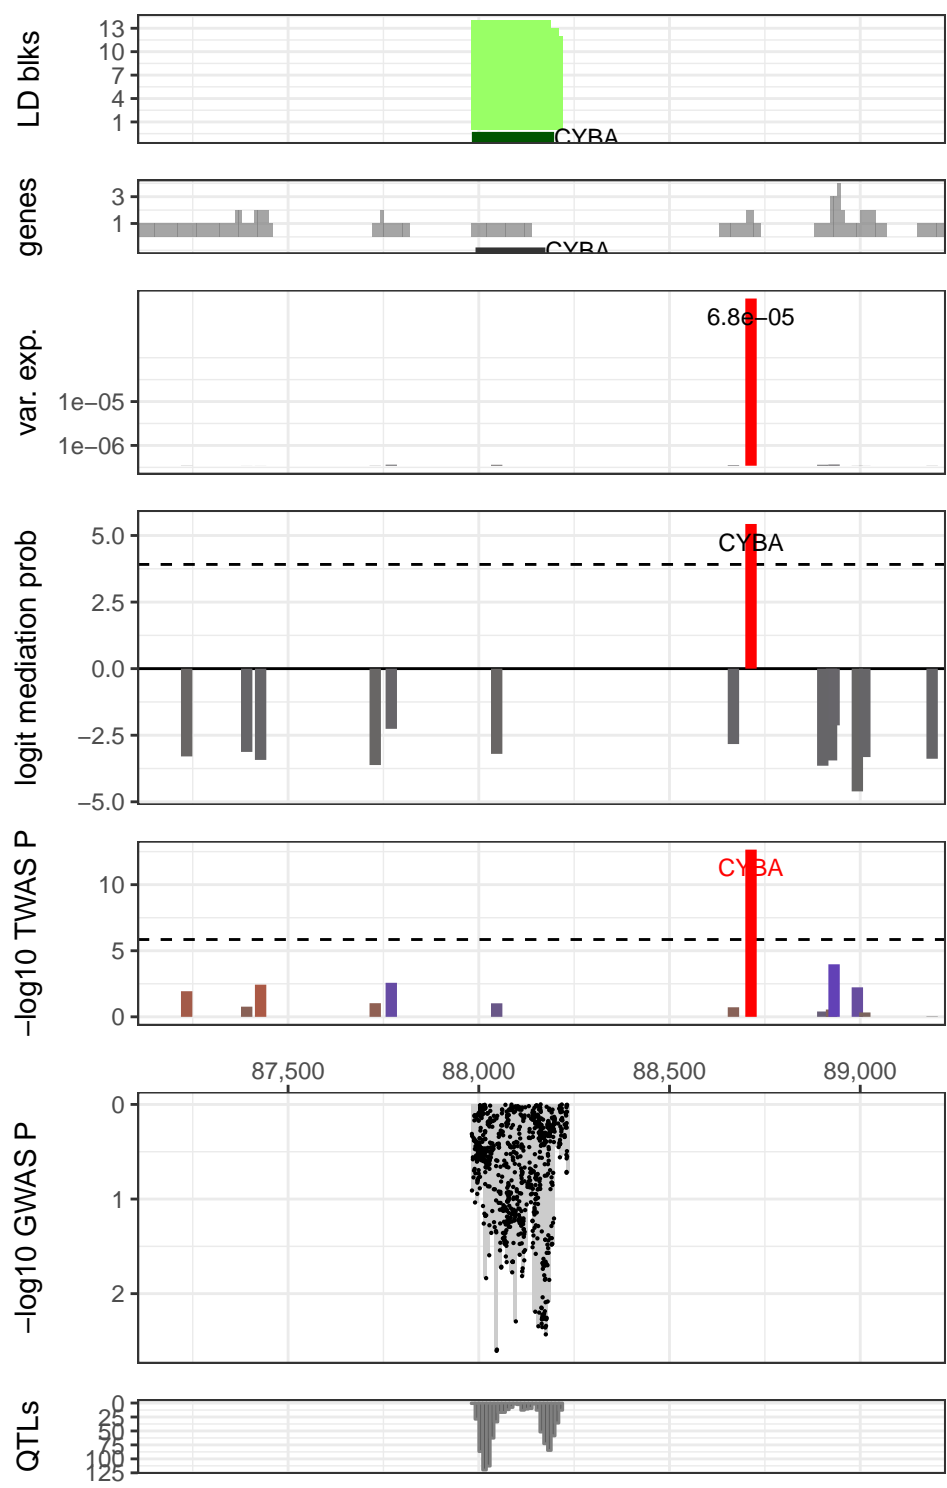 LD blks
13
10
7
4
1
CYBA
genes
3
1
CYBA
var. exp.
6.8e−05
1e−05
1e−06
logit mediation prob
5.0
2.5
0.0
−2.5
−5.0
CYBA
−log10 TWAS P
10
5
0
CYBA
87,500 88,000 88,500 89,000
−log10 GWAS P
0
1
2
QTLs
0
25
50
75
100
125